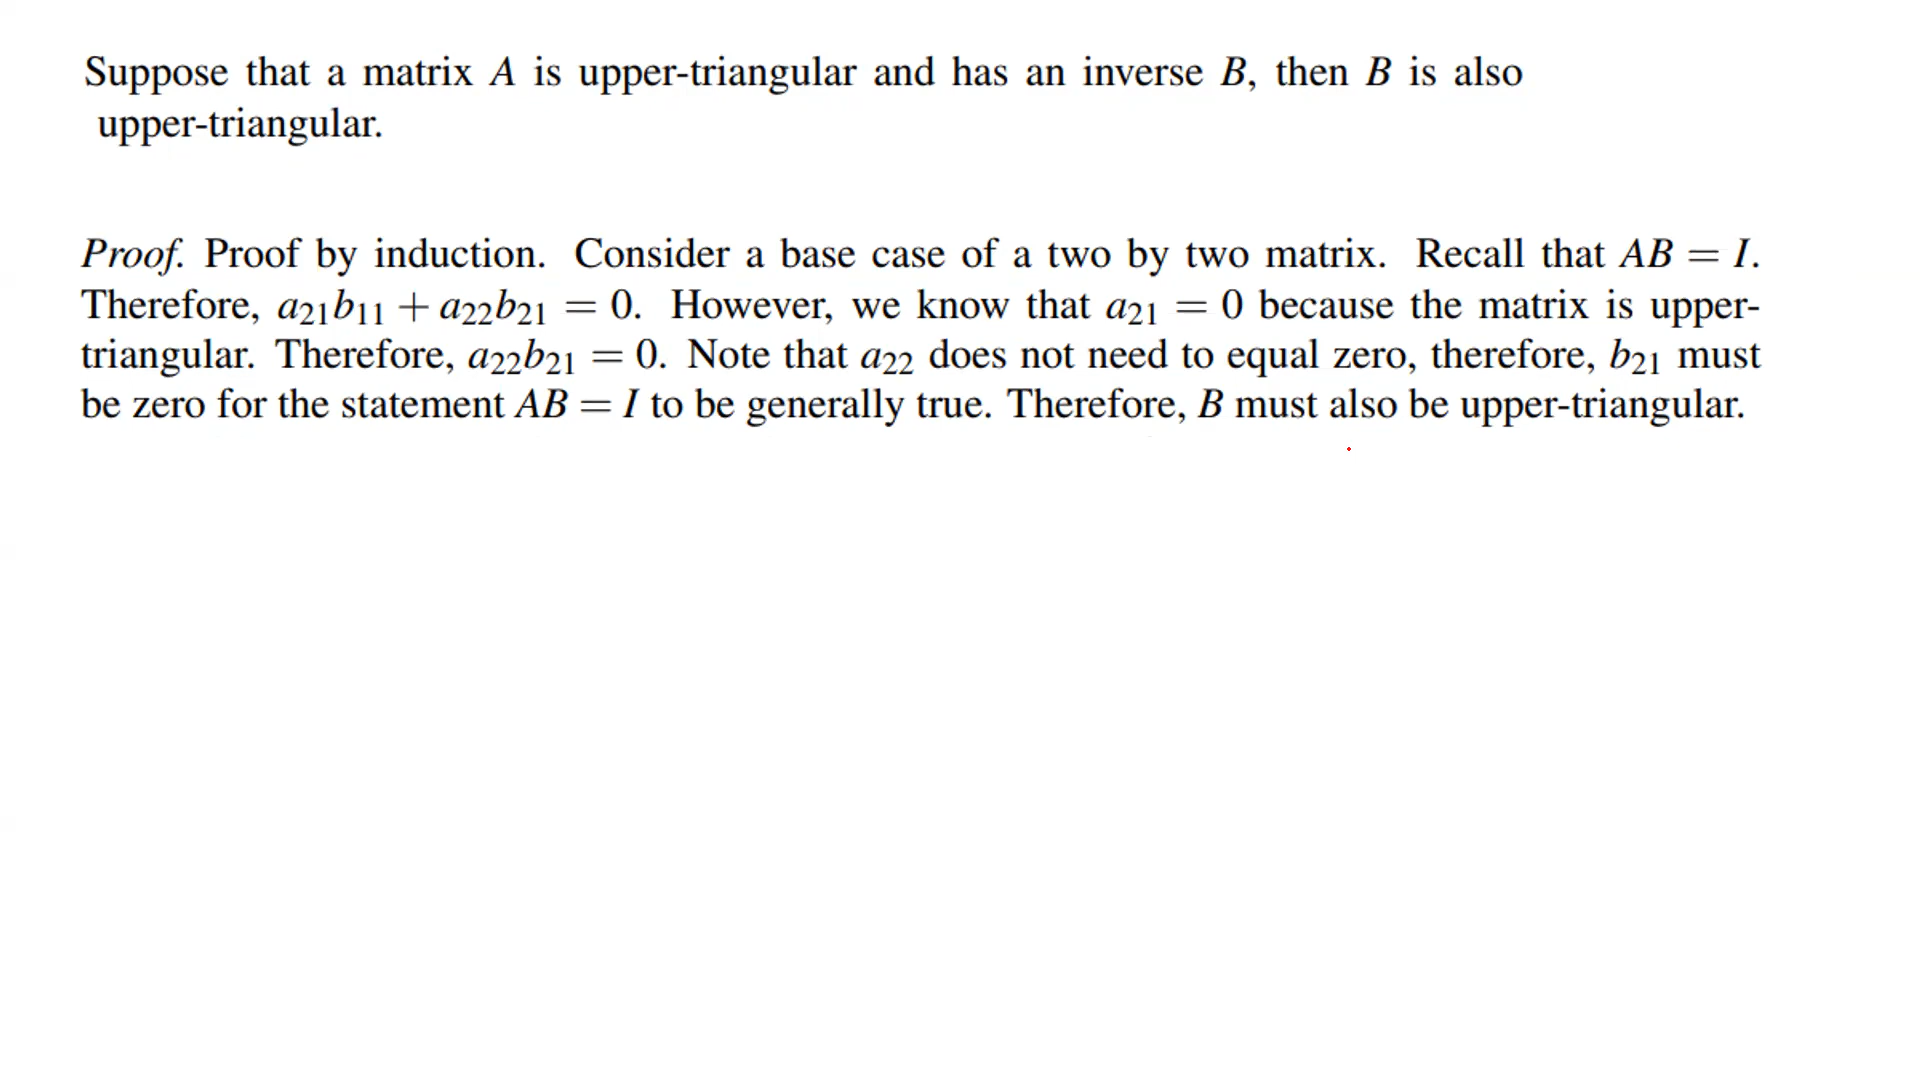 Suppose that a matrix A is upper-triangular and has an inverse B, then B is also
upper-triangular.
Proof. Proof by induction. Consider a base case of a two by two matrix. Recall that AB = I.
Therefore, a₂₁b₁₁ + a₂₂b₂₁ = 0. However, we know that a₂₁ = 0 because the matrix is upper-
triangular. Therefore, a₂₂b₂₁ = 0. Note that a₂₂ does not need to equal zero, therefore, b₂₁ must
be zero for the statement AB = I to be generally true. Therefore, B must also be upper-triangular.